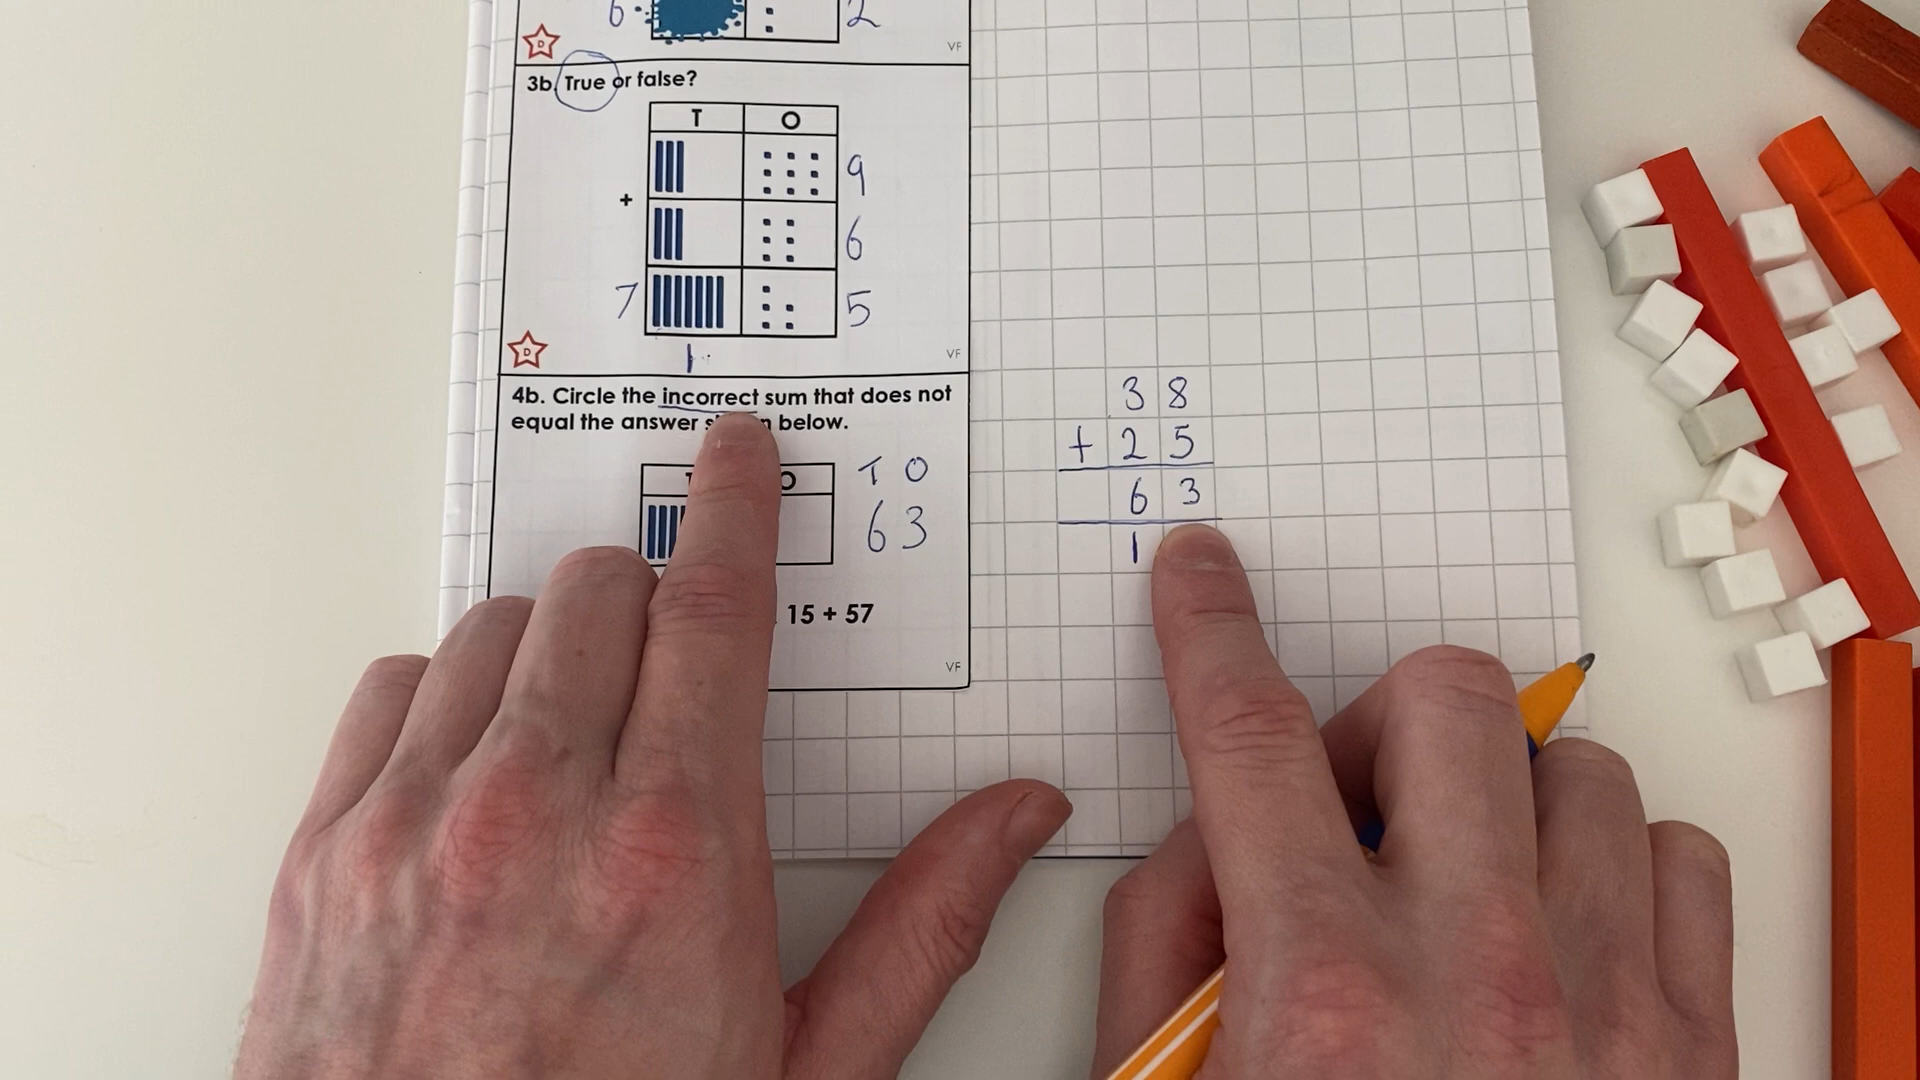 6 2
D VF
3b. True or false?
T O
9
+
6
7 5
1
D VF
4b. Circle the incorrect sum that does not
equal the answer below.
O T O
63
15 + 57
VF
38
+ 25
63
1